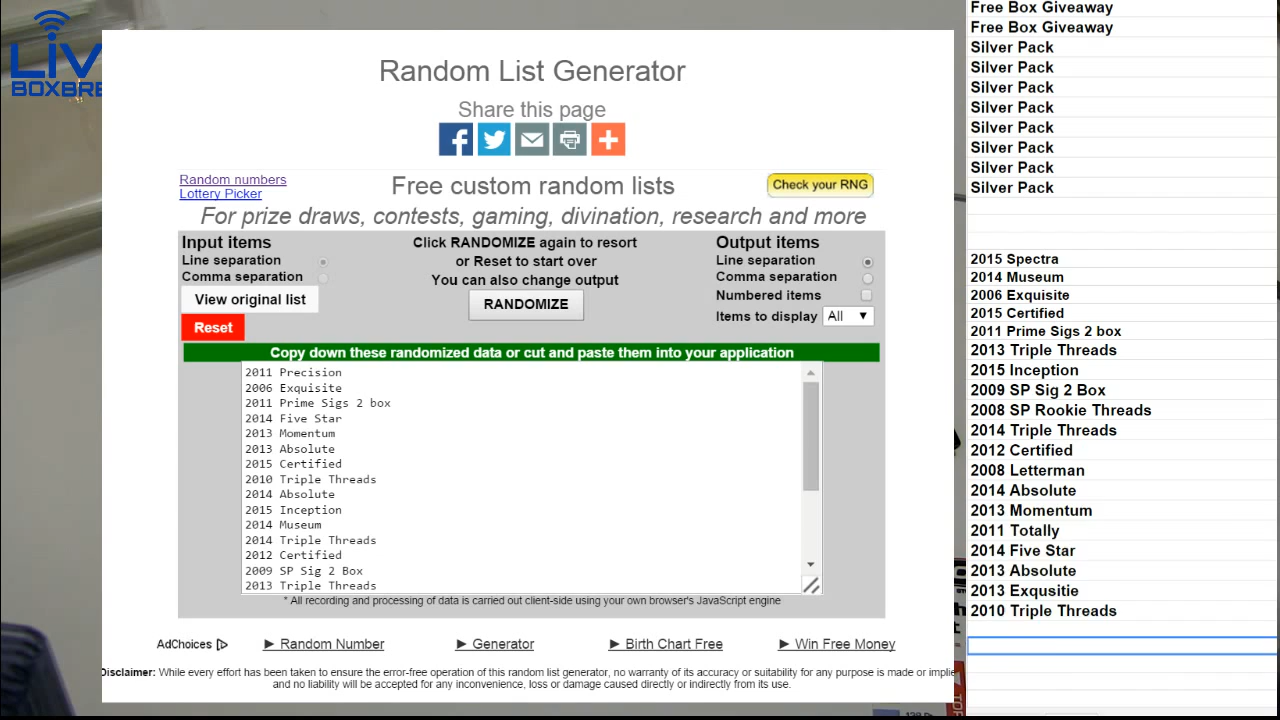 LIV
BOXBRE
Random List Generator
Share this page
Random numbers
Lottery Picker
Free custom random lists
Check your RNG
For prize draws, contests, gaming, divination, research and more
Input items
Line separation
Comma separation
View original list
Reset
Click RANDOMIZE again to resort
or Reset to start over
You can also change output
RANDOMIZE
Output items
Line separation
Comma separation
Numbered items
Items to display All
Copy down these randomized data or cut and paste them into your application
2011 Precision
2006 Exquisite
2011 Prime Sigs 2 box
2014 Five Star
2013 Momentum
2013 Absolute
2015 Certified
2010 Triple Threads
2014 Absolute
2015 Inception
2014 Museum
2014 Triple Threads
2012 Certified
2009 SP Sig 2 Box
2013 Triple Threads
* All recording and processing of data is carried out client-side using your own browser's JavaScript engine
AdChoices
► Random Number
► Generator
► Birth Chart Free
► Win Free Money
Disclaimer: While every effort has been taken to ensure the error-free operation of this random list generator, no warranty of its accuracy or suitability for any purpose is made or implie
and no liability will be accepted for any inconvenience, loss or damage caused directly or indirectly from its use.
Free Box Giveaway
Free Box Giveaway
Silver Pack
Silver Pack
Silver Pack
Silver Pack
Silver Pack
Silver Pack
Silver Pack
Silver Pack
2015 Spectra
2014 Museum
2006 Exquisite
2015 Certified
2011 Prime Sigs 2 box
2013 Triple Threads
2015 Inception
2009 SP Sig 2 Box
2008 SP Rookie Threads
2014 Triple Threads
2012 Certified
2008 Letterman
2014 Absolute
2013 Momentum
2011 Totally
2014 Five Star
2013 Absolute
2013 Exqusitie
2010 Triple Threads